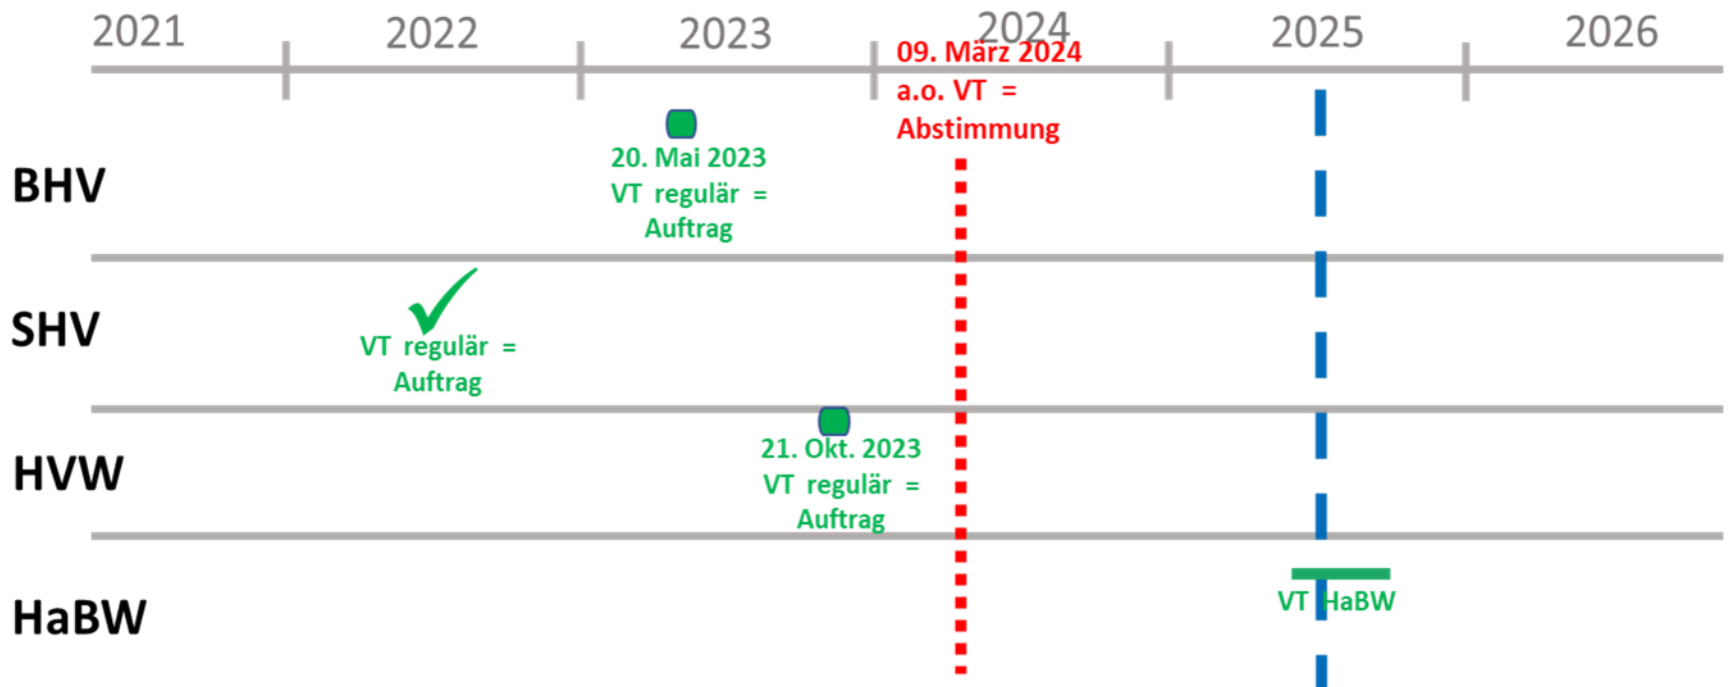 2021
2022
2023
2024
2025
2026
09. März 2024
a.o. VT =
Abstimmung
BHV
20. Mai 2023
VT regulär =
Auftrag
SHV
VT regulär =
Auftrag
HVW
21. Okt. 2023
VT regulär =
Auftrag
HaBW
VT HaBW